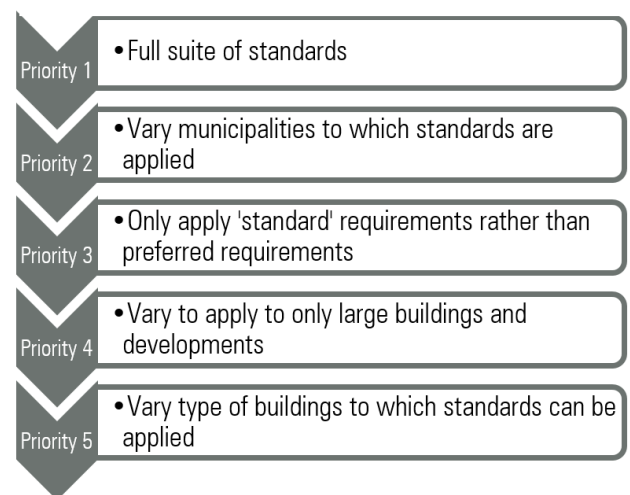 Priority 1
•Full suite of standards
Priority 2
•Vary municipalities to which standards are
applied
Priority 3
•Only apply 'standard' requirements rather than
preferred requirements
Priority 4
•Vary to apply to only large buildings and
developments
Priority 5
•Vary type of buildings to which standards can be
applied